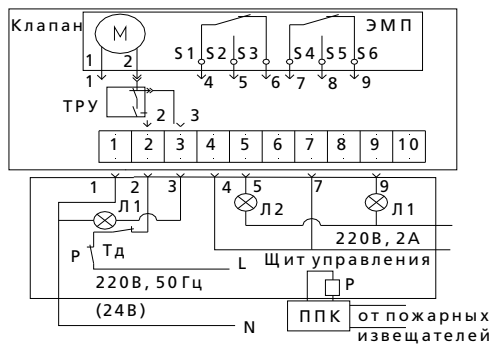 Клапан
ЭМП
М
1 2
S1 S2 S3 S4 S5 S6
1 4 5 6 7 8 9
ТРУ
2 3
1 2 3 4 5 6 7 8 9 10
1 2 3 4 5 7 9
Л1 Л2 Л1
Р Тд
220В, 2А
L
Щит управления
220В, 50Гц
Р
(24В)
ППК
от пожарных
извещателей
N